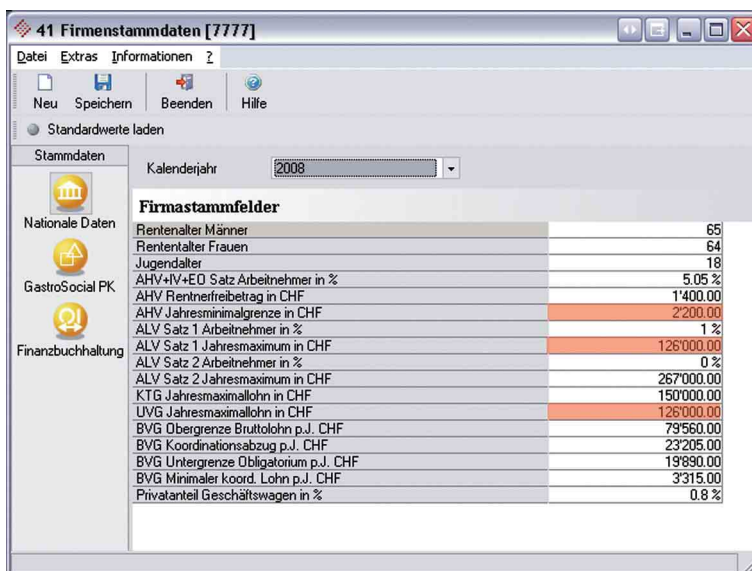 41 Firmenstammdaten [7777]
Datei Extras Informationen ?
Neu Speichern Beenden Hilfe
Standardwerte laden
Stammdaten
Kalenderjahr 2008
Nationale Daten
GastroSocial PK
Finanzbuchhaltung
Firmastammfelder
Rentenalter Männer 65
Rententalter Frauen 64
Jugendalter 18
AHV+IV+EO Satz Arbeitnehmer in % 5.05 %
AHV Rentnerfreibetrag in CHF 1'400.00
AHV Jahresminimalgrenze in CHF 2'200.00
ALV Satz 1 Arbeitnehmer in % 1 %
ALV Satz 1 Jahresmaximum in CHF 126'000.00
ALV Satz 2 Arbeitnehmer in % 0 %
ALV Satz 2 Jahresmaximum in CHF 267'000.00
KTG Jahresmaximallohn in CHF 150'000.00
UVG Jahresmaximallohn in CHF 126'000.00
BVG Obergrenze Bruttolohn p.J. CHF 79'560.00
BVG Koordinationsabzug p.J. CHF 23'205.00
BVG Untergrenze Obligatorium p.J. CHF 19'890.00
BVG Minimaler koord. Lohn p.J. CHF 3'315.00
Privatanteil Geschäftswagen in % 0.8 %